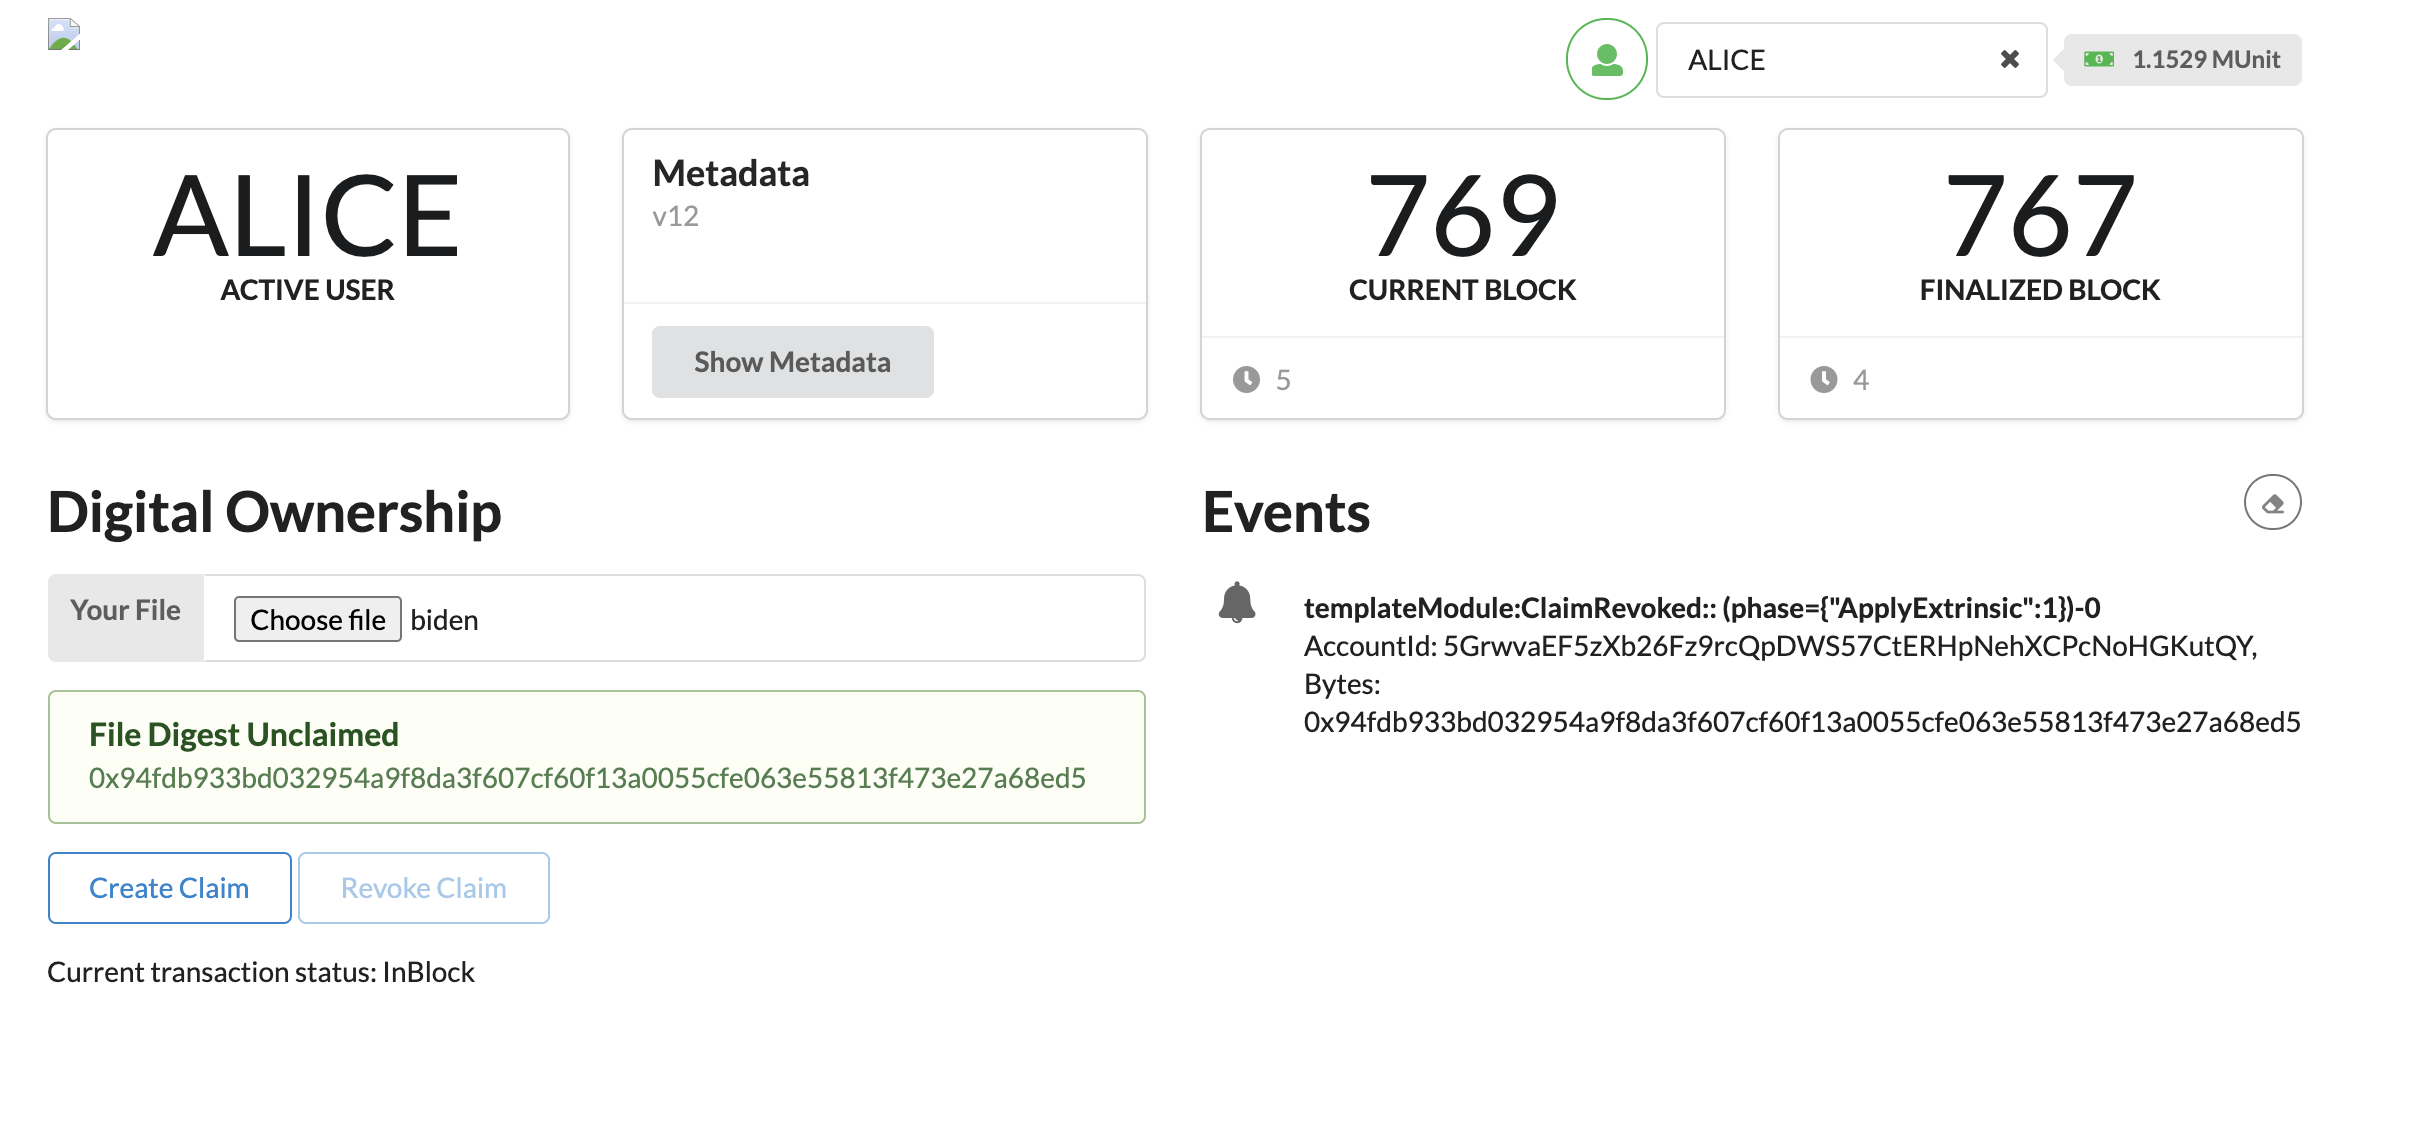 ALICE
1.1529 MUnit
ALICE
ACTIVE USER
Metadata
v12
Show Metadata
769
CURRENT BLOCK
5
767
FINALIZED BLOCK
4
Digital Ownership
Your File
Choose file biden
File Digest Unclaimed
0x94fdb933bd032954a9f8da3f607cf60f13a0055cfe063e55813f473e27a68ed5
Create Claim
Revoke Claim
Current transaction status: InBlock
Events
templateModule:ClaimRevoked:: (phase={"ApplyExtrinsic":1})-0
AccountId: 5GrwvaEF5zXb26Fz9rcQpDWS57CtERHpNehXCPcNoHGKutQY,
Bytes:
0x94fdb933bd032954a9f8da3f607cf60f13a0055cfe063e55813f473e27a68ed5